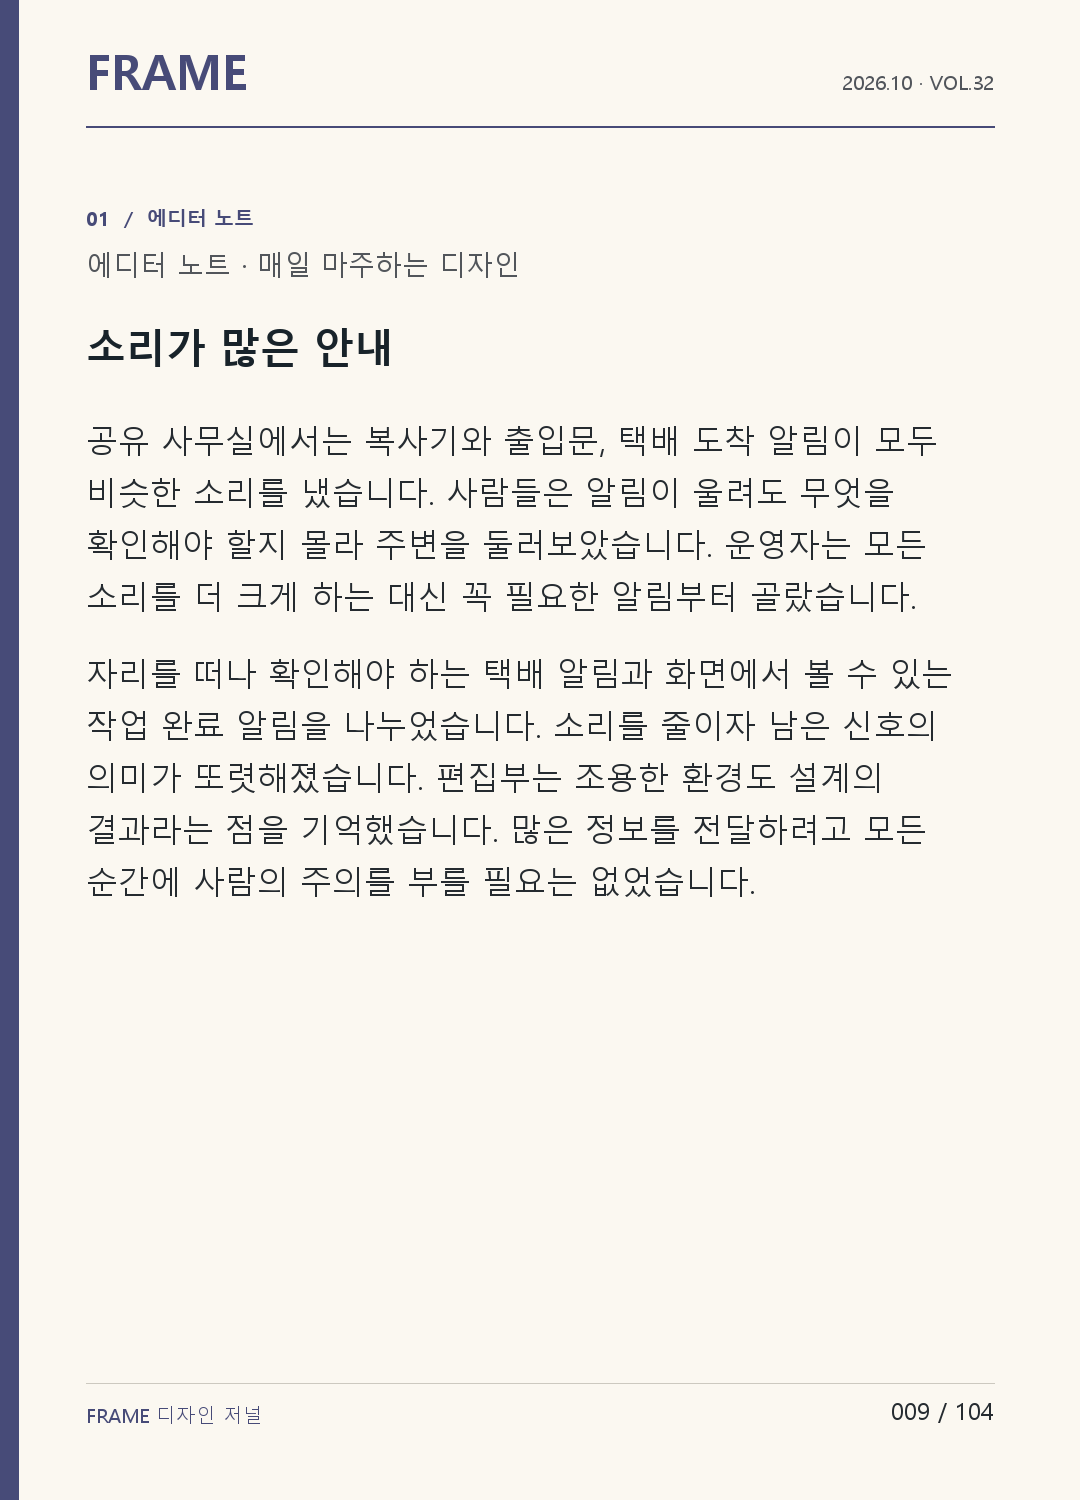 FRAME
2026.10 · VOL.32
01 / 에디터 노트
에디터 노트 · 매일 마주하는 디자인
소리가 많은 안내
공유 사무실에서는 복사기와 출입문, 택배 도착 알림이 모두
비슷한 소리를 냈습니다. 사람들은 알림이 울려도 무엇을
확인해야 할지 몰라 주변을 둘러보았습니다. 운영자는 모든
소리를 더 크게 하는 대신 꼭 필요한 알림부터 골랐습니다.
자리를 떠나 확인해야 하는 택배 알림과 화면에서 볼 수 있는
작업 완료 알림을 나누었습니다. 소리를 줄이자 남은 신호의
의미가 또렷해졌습니다. 편집부는 조용한 환경도 설계의
결과라는 점을 기억했습니다. 많은 정보를 전달하려고 모든
순간에 사람의 주의를 부를 필요는 없었습니다.
FRAME 디자인 저널
009 / 104